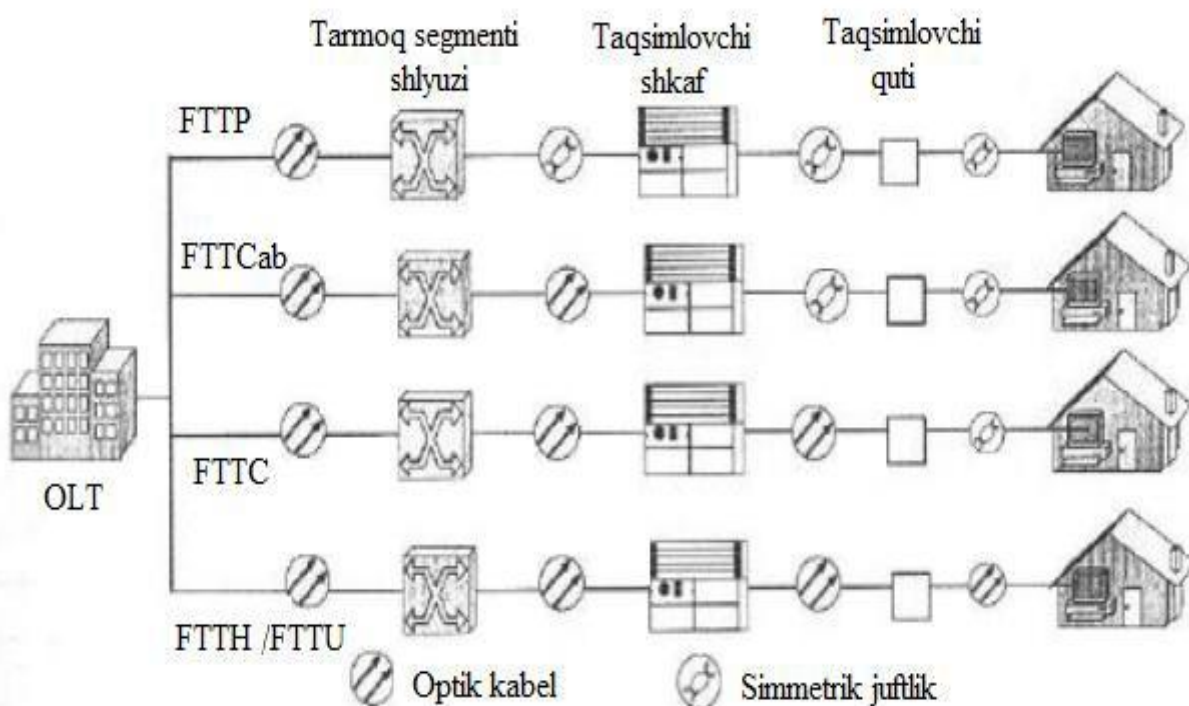 Tarmoq segmenti
shlyuzi
Taqsimlovchi
shkaf
Taqsimlovchi
quti
FTTP
FTTCab
FTTC
OLT
FTTH /FTTU
Optik kabel
Simmetrik juftlik